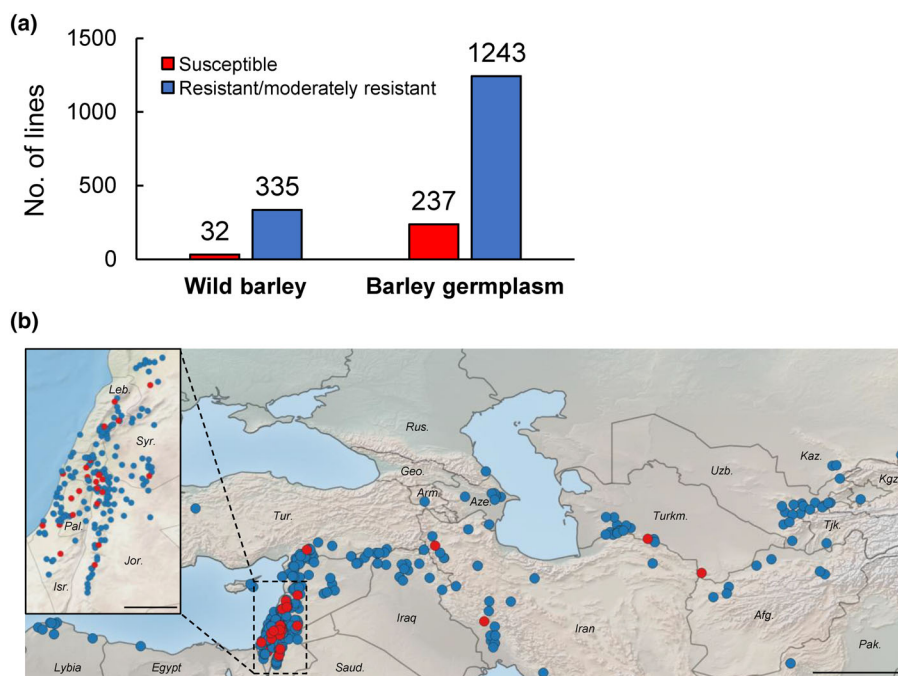 (a)
1500
1000
500
0
No. of lines
Susceptible
Resistant/moderately resistant
32
335
237
1243
Wild barley
Barley germplasm
(b)
Leb.
Syr.
Pal.
Isr.
Jor.
Rus.
Geo.
Arm.
Aze.
Tur.
Kaz.
Uzb.
Kgz.
Turkm.
Tjk.
Iraq
Iran
Afg.
Pak.
Lybia
Egypt
Saud.